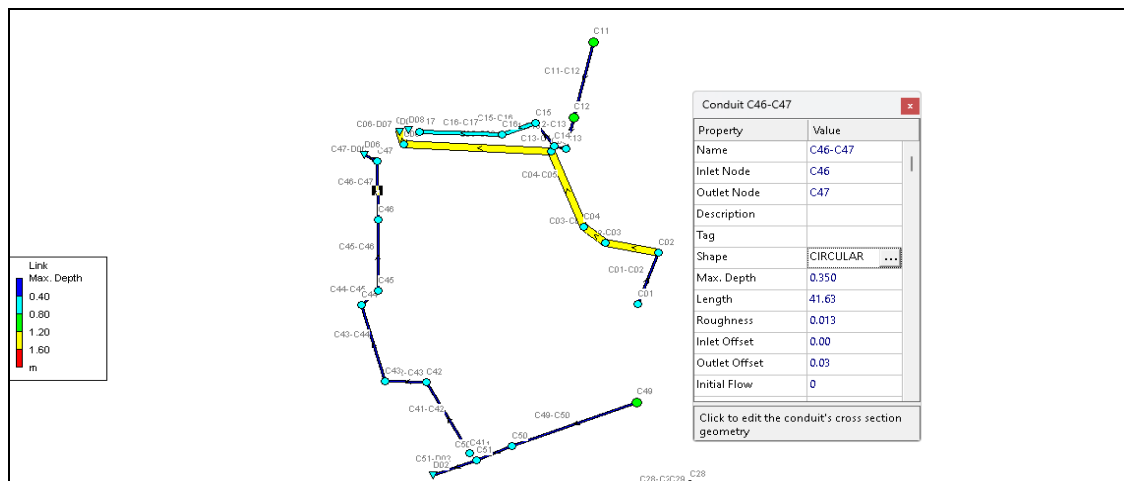 C11
C11-C12
C12
C15
C06-D07
D08
17
C16-C17
C15-C16
C14
D06
C47
C47-D06
C04-C05
C46-C47
C46
C04
C02
C01-C02
C01
C45-C46
C45
C44
C43-C44
C43
C42
C41-C42
C49
C49-C50
C50
C41
C51
C51-D02
D02
C28
Link
Max. Depth
0.40
0.80
1.20
1.60
m
Conduit C46-C47
x
Property Value
Name C46-C47
Inlet Node C46
Outlet Node C47
Description
Tag
Shape CIRCULAR ...
Max. Depth 0.350
Length 41.63
Roughness 0.013
Inlet Offset 0.00
Outlet Offset 0.03
Initial Flow 0
Click to edit the conduit's cross section
geometry